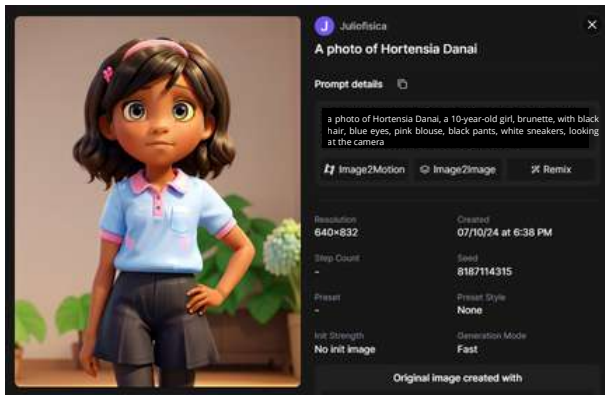 J Juliofisica
A photo of Hortensia Danai
Prompt details
a photo of Hortensia Danai, a 10-year-old girl, brunette, with black
hair, blue eyes, pink blouse, black pants, white sneakers, looking
at the camera
Image2Motion Image2Image Remix
Resolution Created
640×832 07/10/24 at 6:38 PM
Step Count Seed
- 8187114315
Preset Preset Style
- None
Init Strength Generation Mode
No init image Fast
Original image created with